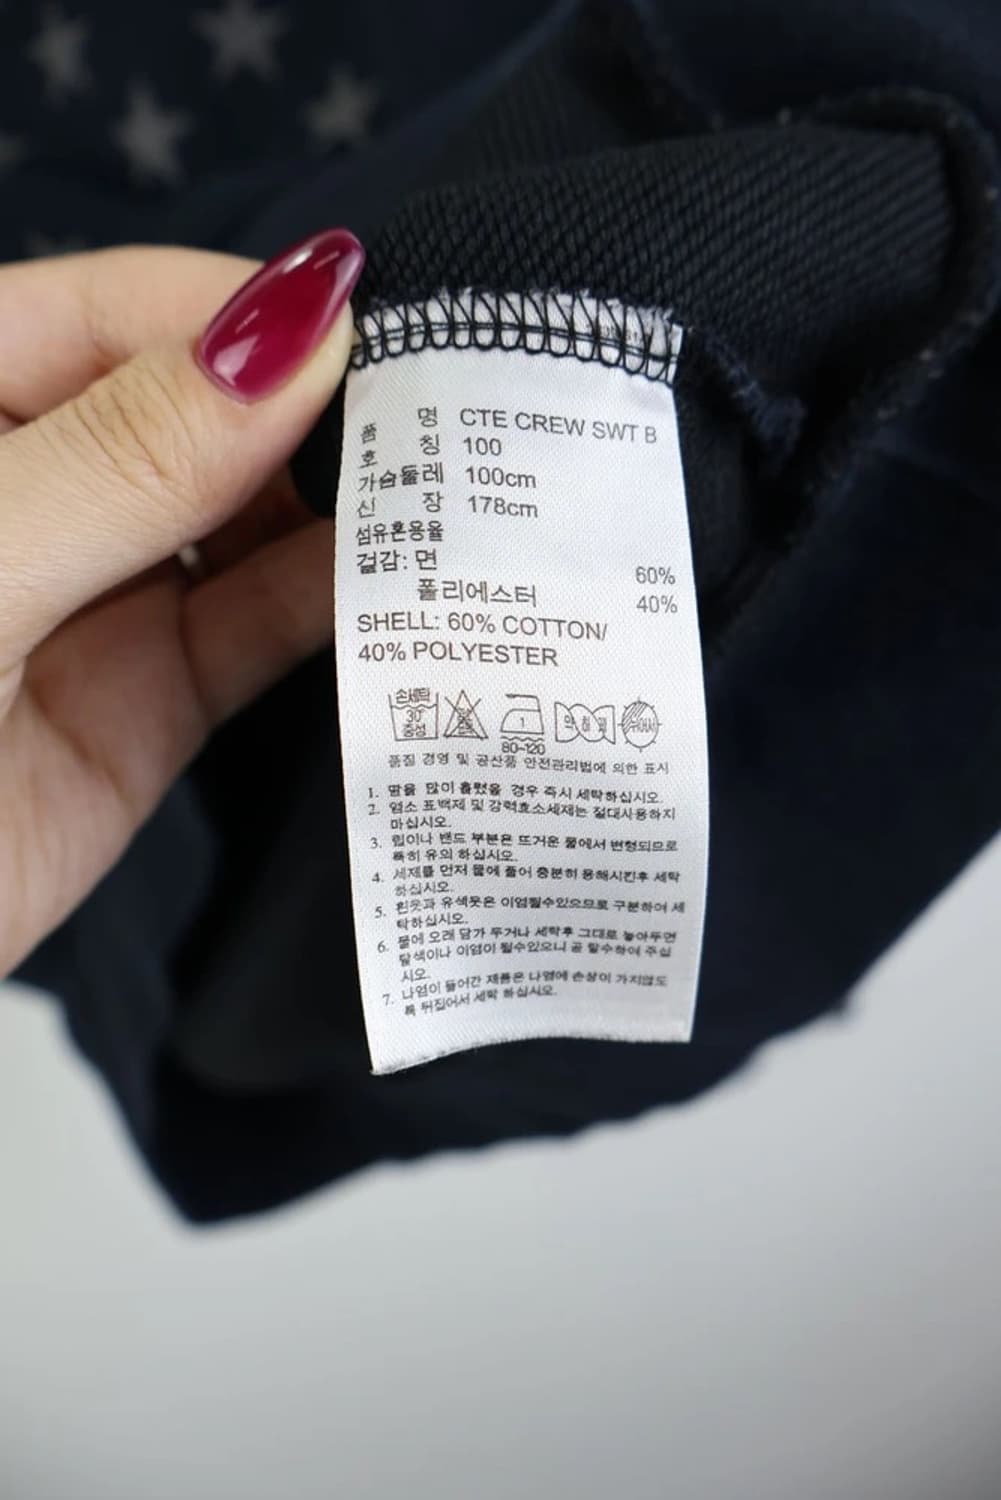 품 명 CTE CREW SWT B
호 칭 100
가슴둘레 100cm
신 장 178cm
섬유혼용율
겉감: 면 60%
폴리에스터 40%
SHELL: 60% COTTON/
40% POLYESTER
손세탁 30° 중성
1
80~120
약하게
품질 경영 및 공산품 안전관리법에 의한 표시
1. 땀을 많이 흘렸을 경우 즉시 세탁하십시오.
2. 염소 표백제 및 강력효소세제는 절대사용하지
마십시오.
3. 립이나 밴드 부분은 뜨거운 물에서 변형되므로
특히 유의 하십시오.
4. 세제를 먼저 물에 풀어 충분히 용해시킨후 세탁
하십시오.
5. 흰옷과 유색옷은 이염될수있으므로 구분하여 세
탁하십시오.
6. 물에 오래 담가 두거나 세탁후 그대로 놓아두면
탈색이나 이염이 될수있으니 곧 탈수하여 주십
시오.
7. 나염이 들어간 제품은 나염에 손상이 가지않도
록 뒤집어서 세탁 하십시오.